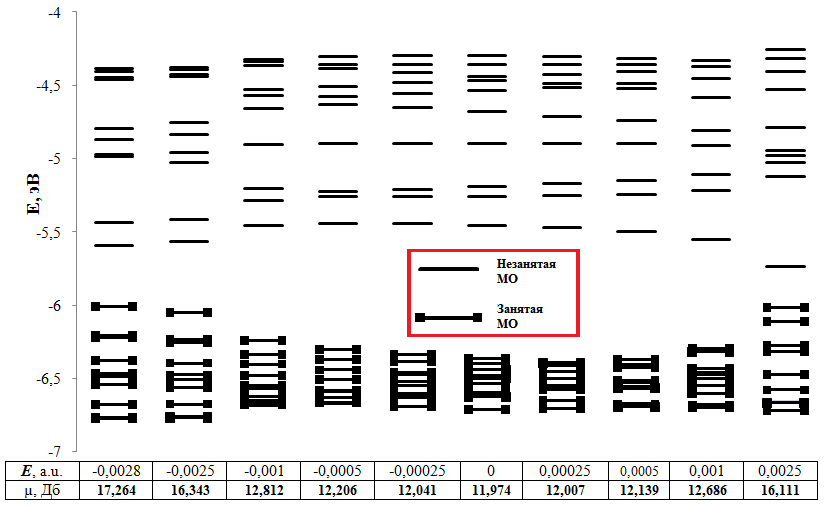 -4
-4,5
-5
-5,5
-6
-6,5
-7
E, эВ
Незанятая
МО
Занятая
МО
E, a.u. -0,0028 -0,0025 -0,001 -0,0005 -0,00025 0 0,00025 0,0005 0,001 0,0025
μ, Дб 17,264 16,343 12,812 12,206 12,041 11,974 12,007 12,139 12,686 16,111